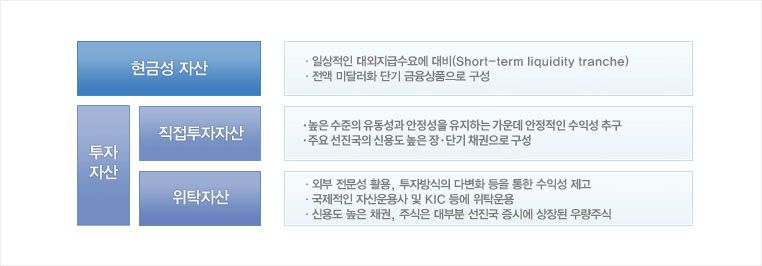 현금성 자산
· 일상적인 대외지급수요에 대비(Short-term liquidity tranche)
· 전액 미달러화 단기 금융상품으로 구성
투자
자산
직접투자자산
·높은 수준의 유동성과 안정성을 유지하는 가운데 안정적인 수익성 추구
·주요 선진국의 신용도 높은 장·단기 채권으로 구성
위탁자산
· 외부 전문성 활용, 투자방식의 다변화 등을 통한 수익성 제고
· 국제적인 자산운용사 및 KIC 등에 위탁운용
· 신용도 높은 채권, 주식은 대부분 선진국 증시에 상장된 우량주식